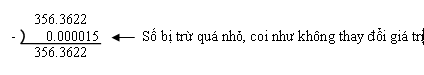 356.3622
- ) 0.000015 Số bị trừ quá nhỏ, coi như không thay đổi giá trị
356.3622